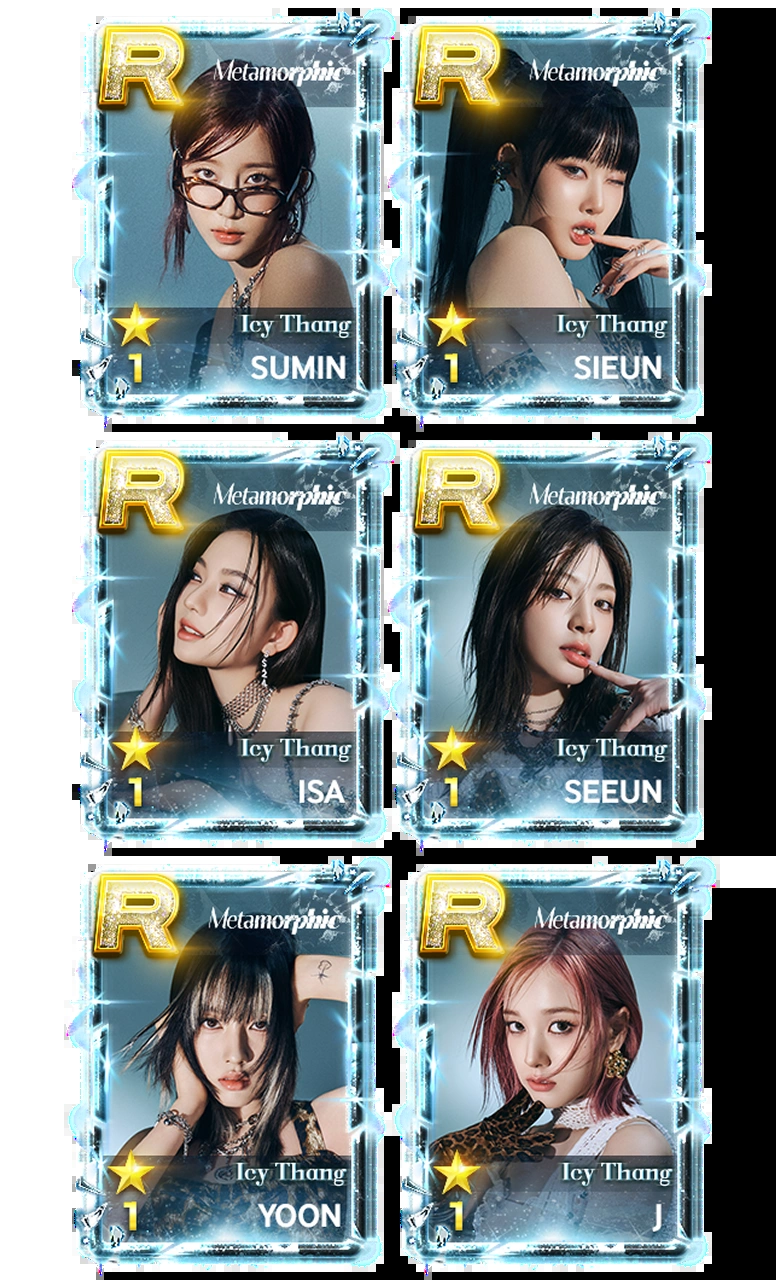 R
Metamorphic
Icy Thang
1
SUMIN
R
Metamorphic
Icy Thang
1
SIEUN
R
Metamorphic
Icy Thang
1
ISA
R
Metamorphic
Icy Thang
1
SEEUN
R
Metamorphic
Icy Thang
1
YOON
R
Metamorphic
Icy Thang
1
J